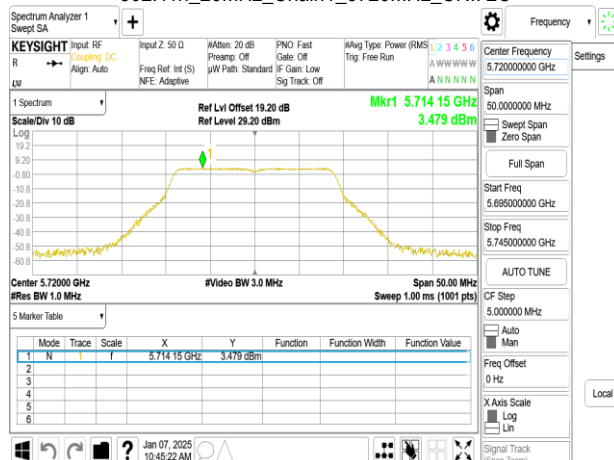 Spectrum Analyzer 1
Swept SA
Frequency
Settings
KEYSIGHT
Input: RF
Coupling: DC
Align: Auto
Input Z: 50 Ω
Freq Ref: Int (S)
NFE: Adaptive
#Atten: 20 dB
Preamp: Off
µW Path: Standard
PNO: Fast
Gate: Off
IF Gain: Low
Sig Track: Off
#Avg Type: Power (RMS
Trig: Free Run
1 2 3 4 5 6
A W W W W W
A N N N N N
R
1 Spectrum
Scale/Div 10 dB
Ref Lvl Offset 19.20 dB
Ref Level 29.20 dBm
Mkr1 5.714 15 GHz
3.479 dBm
Log
19.2
9.20
-0.80
-10.8
-20.8
-30.8
-40.8
-50.8
-60.8
1
Center 5.72000 GHz
#Res BW 1.0 MHz
#Video BW 3.0 MHz
Span 50.00 MHz
Sweep 1.00 ms (1001 pts)
5 Marker Table
Mode Trace Scale X Y Function Function Width Function Value
1 N 1 f 5.714 15 GHz 3.479 dBm
2
3
4
5
6
Jan 07, 2025
10:45:22 AM
Center Frequency
5.720000000 GHz
Span
50.0000000 MHz
Swept Span
Zero Span
Full Span
Start Freq
5.695000000 GHz
Stop Freq
5.745000000 GHz
AUTO TUNE
CF Step
5.000000 MHz
Auto
Man
Freq Offset
0 Hz
X Axis Scale
Log
Lin
Signal Track
Local